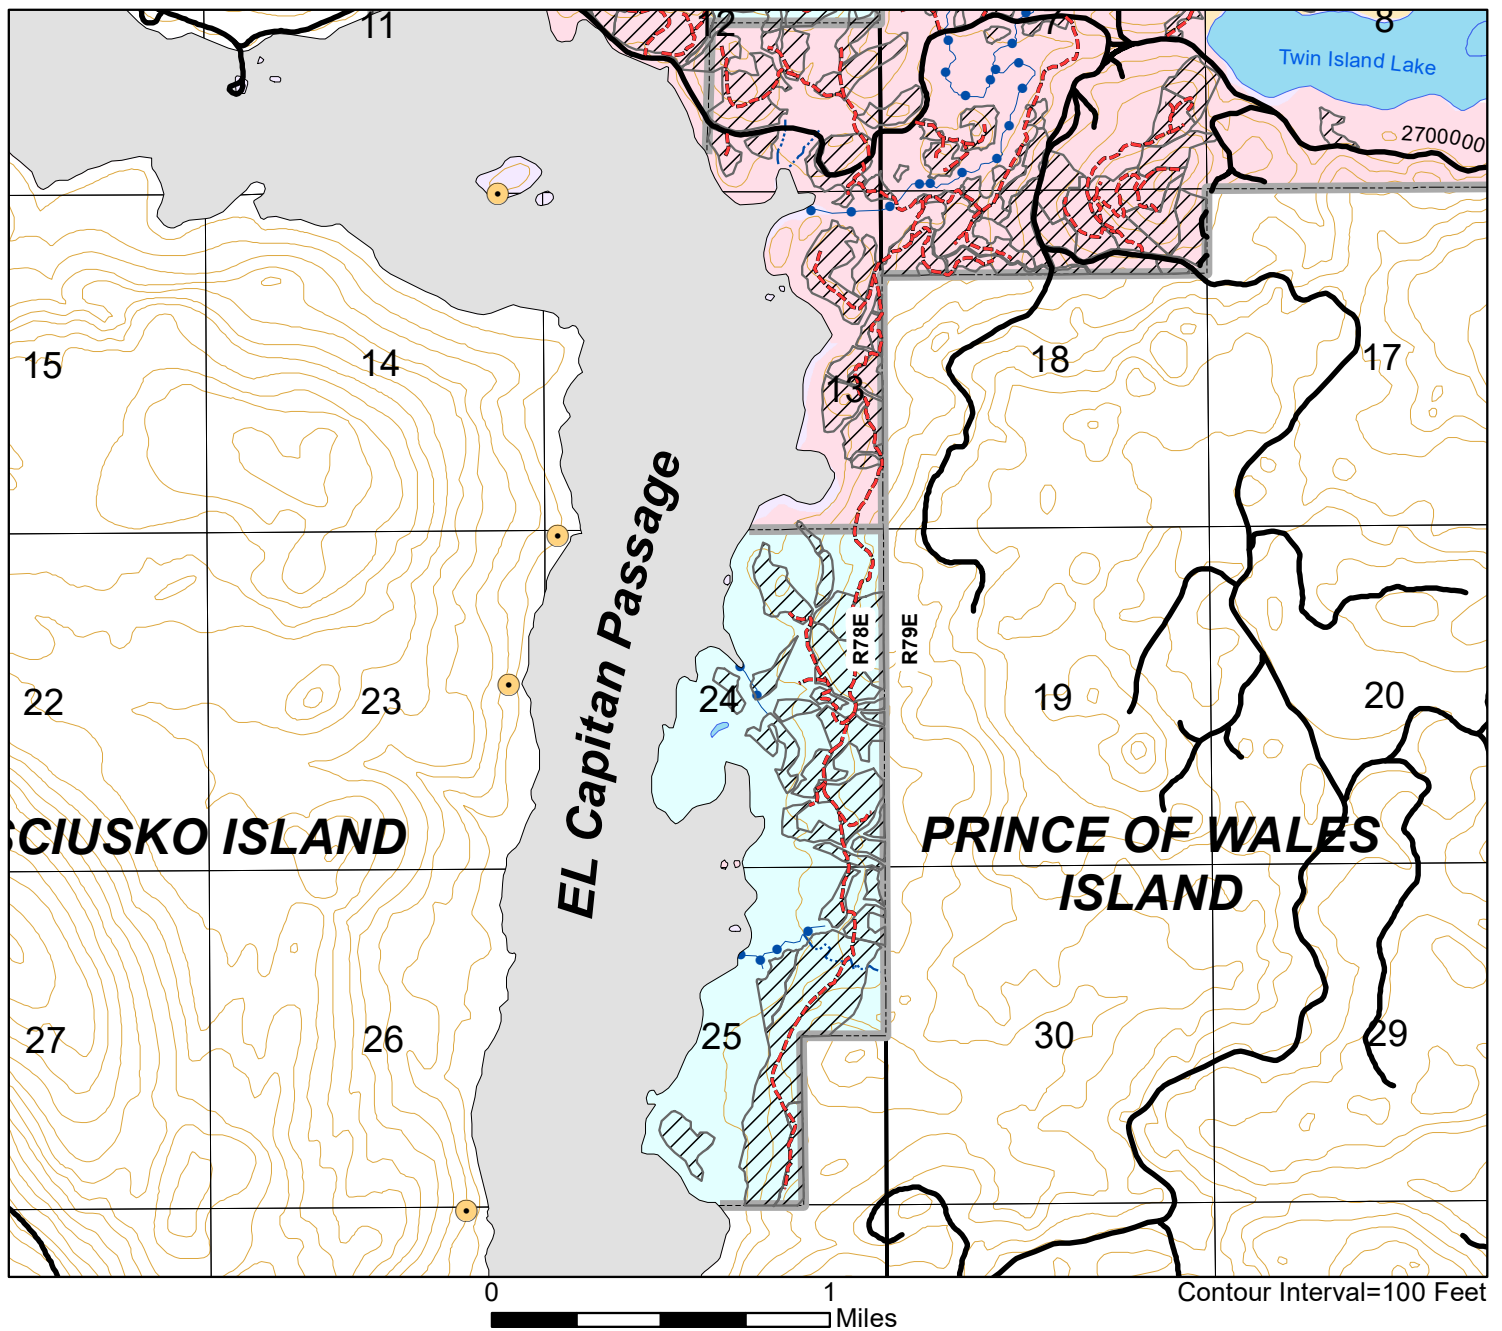 11
12
7
8
Twin Island Lake
2700000
15
14
13
18
17
EL Capitan Passage
R78E
R79E
22
23
24
19
20
SCIUSKO ISLAND
PRINCE OF WALES
ISLAND
27
26
25
30
29
0
1
Miles
Contour Interval=100 Feet